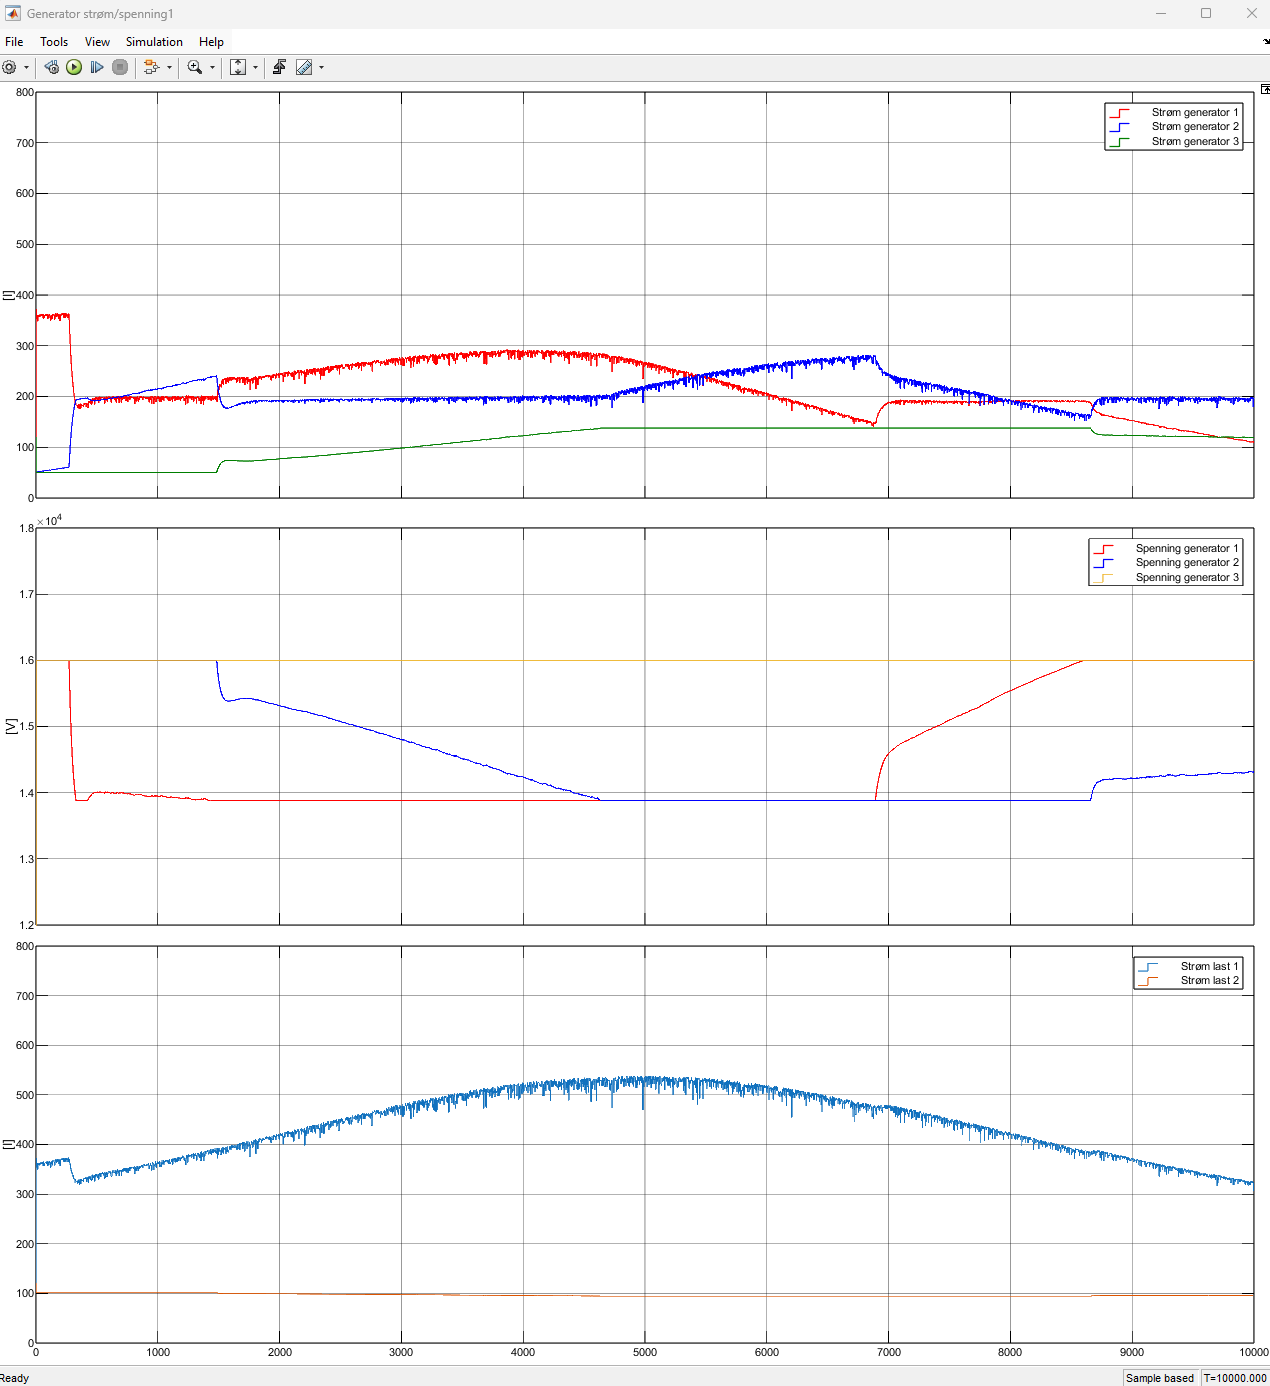 Generator strøm/spenning1
File Tools View Simulation Help
800
700
600
500
400
300
200
100
0
[I]
Strøm generator 1
Strøm generator 2
Strøm generator 3
×10^4
1.8
1.7
1.6
1.5
1.4
1.3
1.2
[V]
Spenning generator 1
Spenning generator 2
Spenning generator 3
800
700
600
500
400
300
200
100
0
[I]
Strøm last 1
Strøm last 2
0 1000 2000 3000 4000 5000 6000 7000 8000 9000 10000
Ready
Sample based T=10000.000